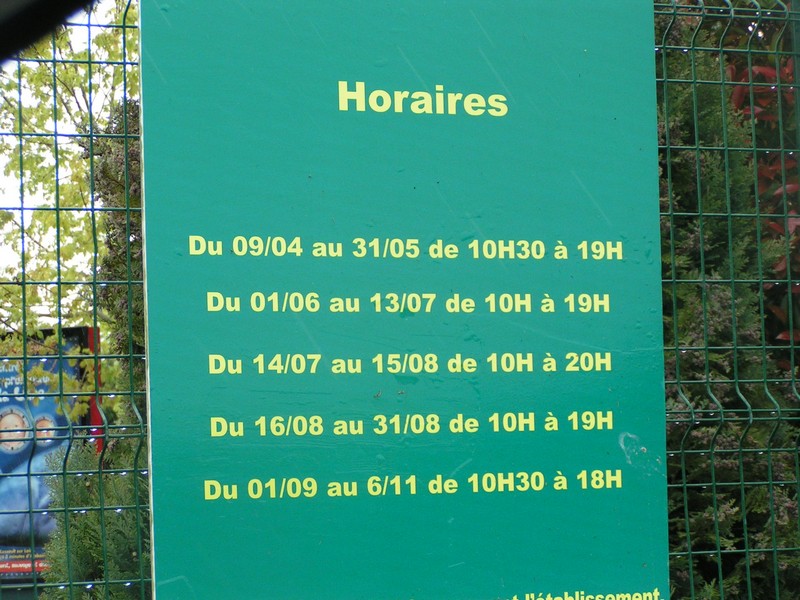 Horaires
Du 09/04 au 31/05 de 10H30 à 19H
Du 01/06 au 13/07 de 10H à 19H
Du 14/07 au 15/08 de 10H à 20H
Du 16/08 au 31/08 de 10H à 19H
Du 01/09 au 6/11 de 10H30 à 18H
l'établissement.